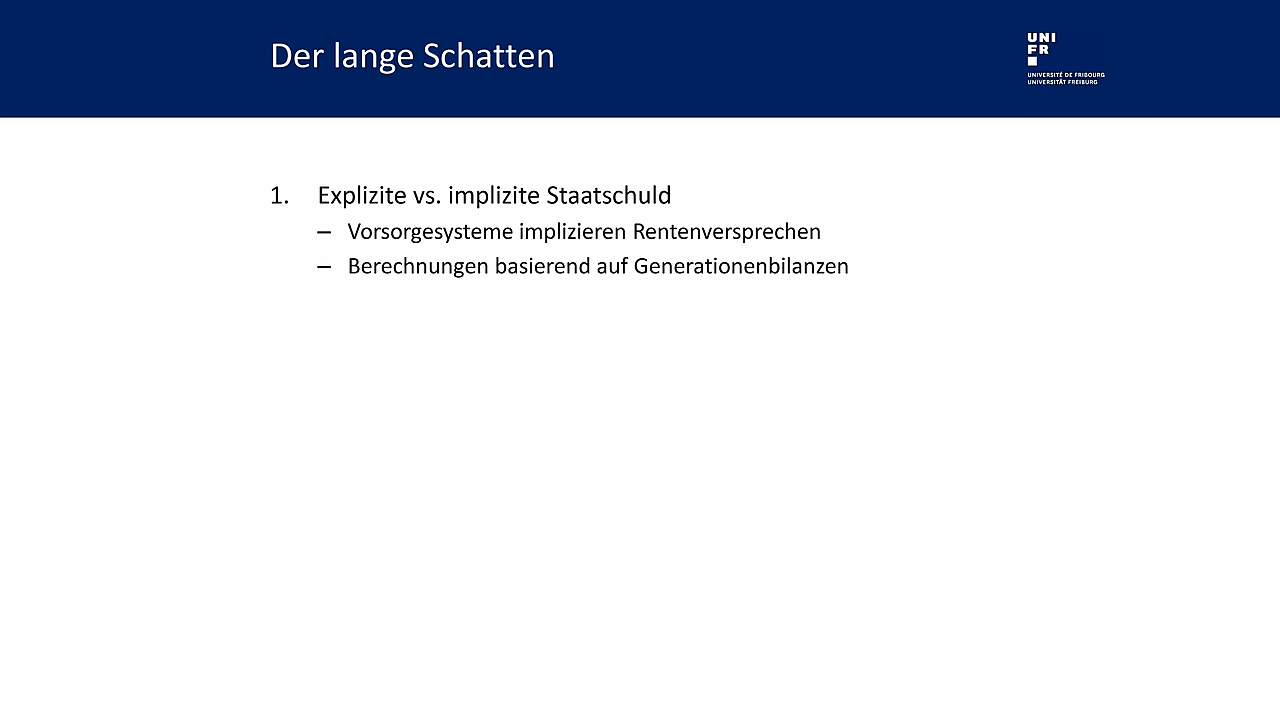 Der lange Schatten
UNI
FR
UNIVERSITÉ DE FRIBOURG
UNIVERSITÄT FREIBURG
1. Explizite vs. implizite Staatschuld
– Vorsorgesysteme implizieren Rentenversprechen
– Berechnungen basierend auf Generationenbilanzen